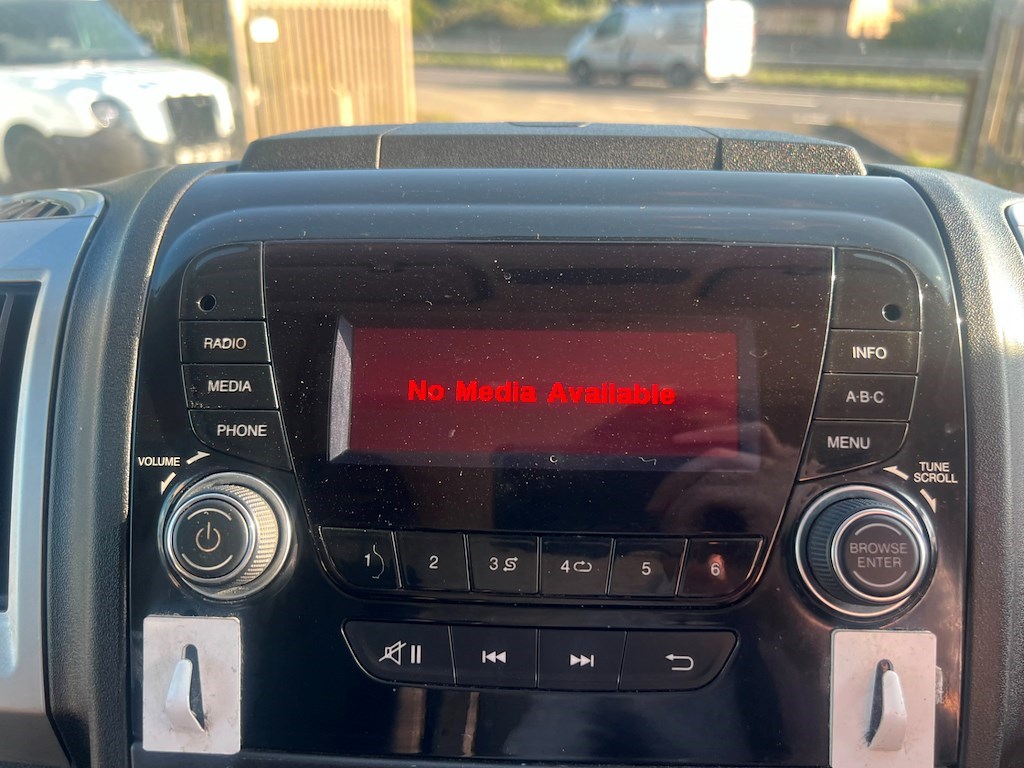 RADIO
MEDIA
PHONE
VOLUME
No Media Available
INFO
A·B·C
MENU
TUNE
SCROLL
BROWSE
ENTER
1
2
3
4
5
6